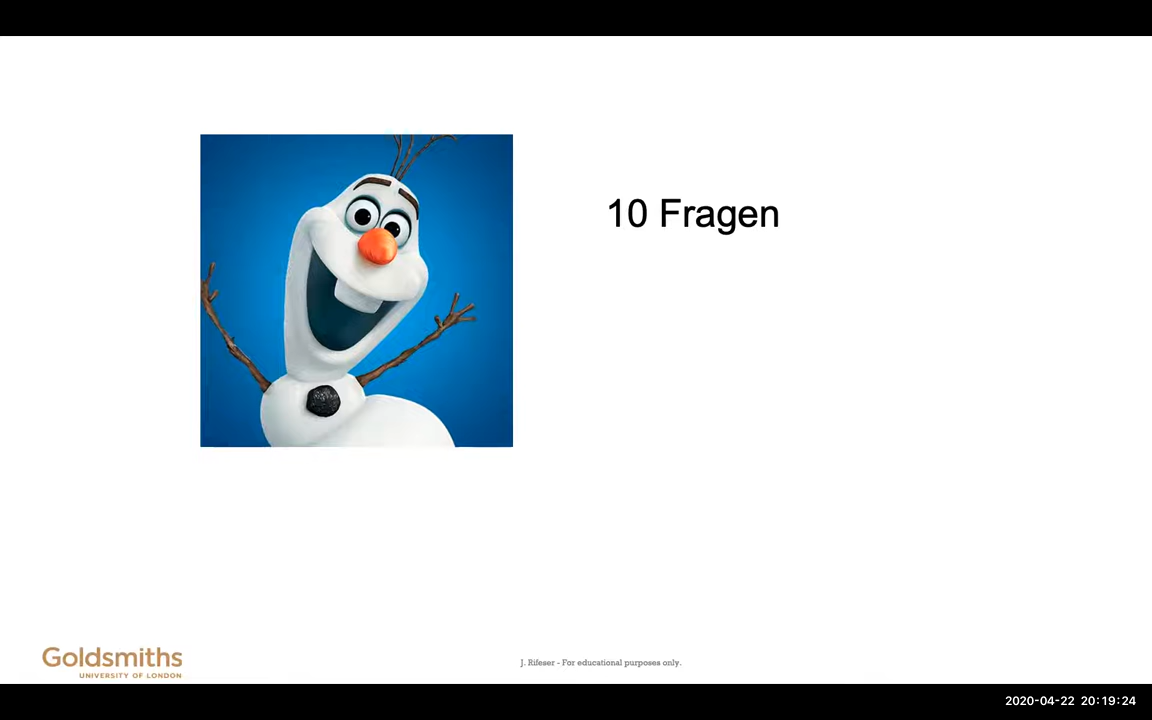 10 Fragen
Goldsmiths
UNIVERSITY OF LONDON
J. Rifeser - For educational purposes only.
2020-04-22 20:19:24